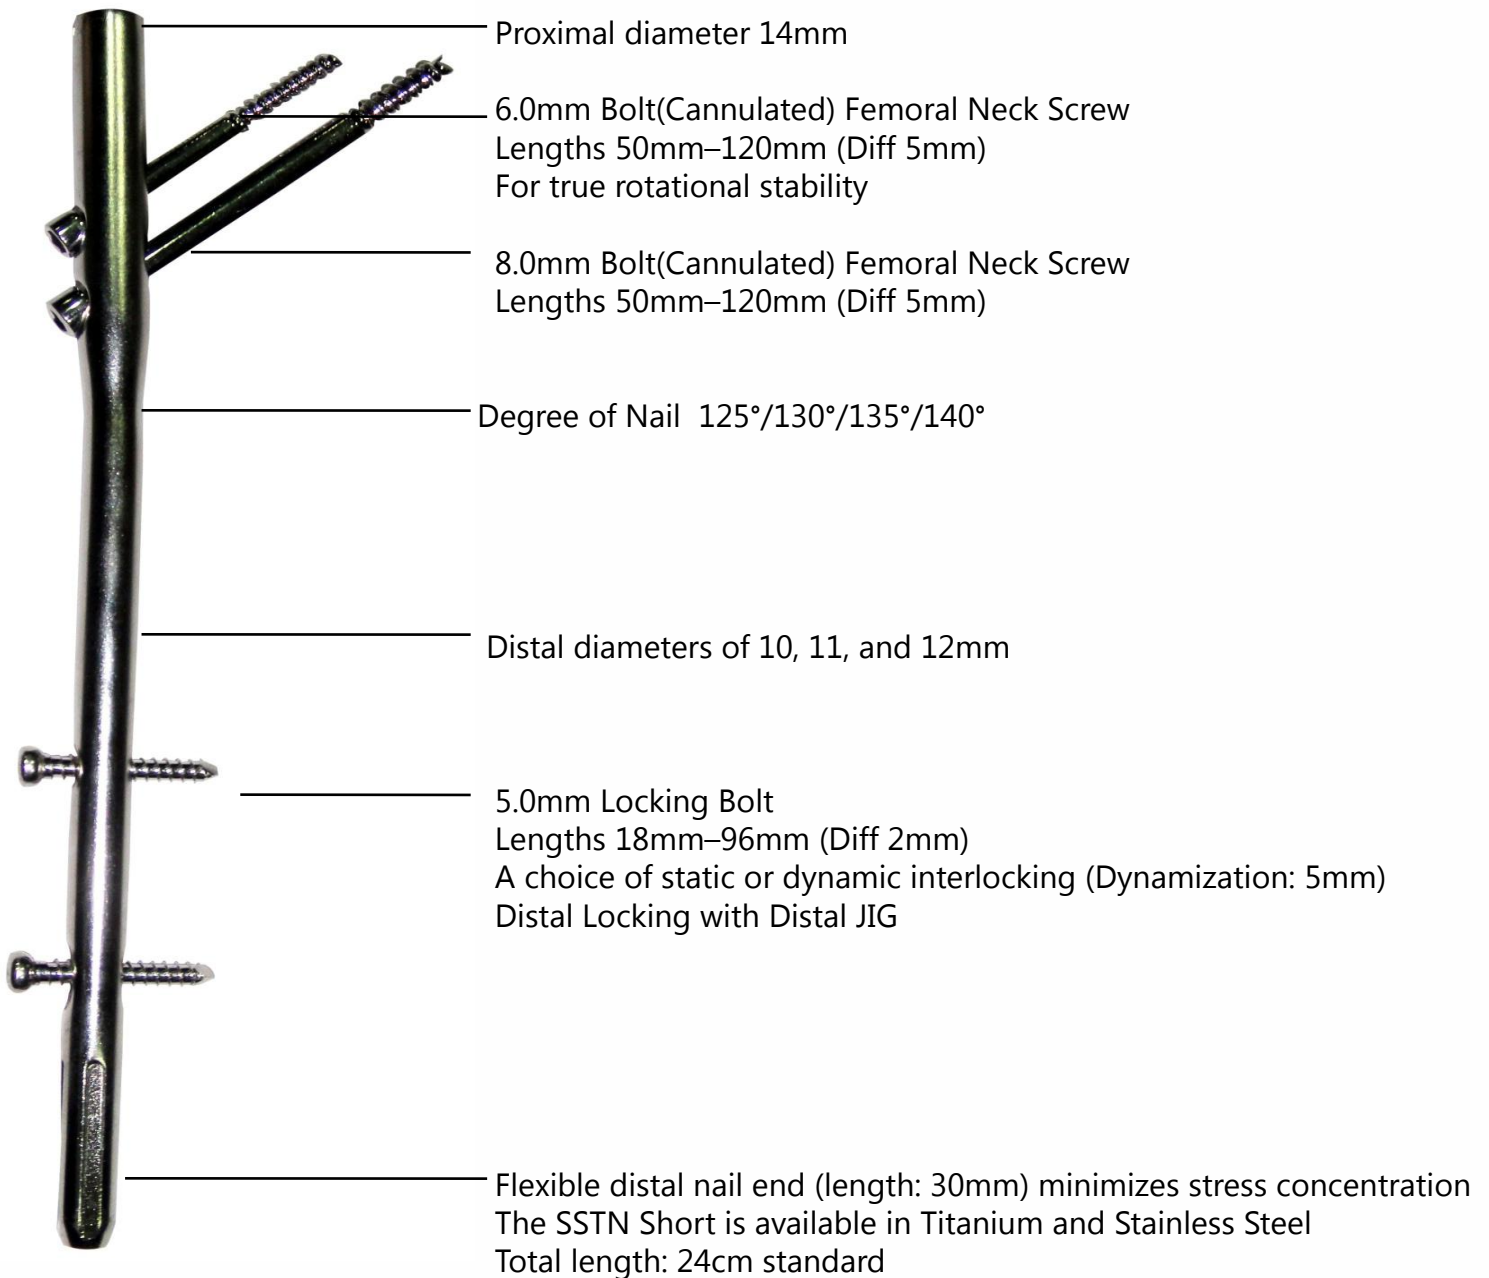 Proximal diameter 14mm
6.0mm Bolt(Cannulated) Femoral Neck Screw
Lengths 50mm–120mm (Diff 5mm)
For true rotational stability
8.0mm Bolt(Cannulated) Femoral Neck Screw
Lengths 50mm–120mm (Diff 5mm)
Degree of Nail 125°/130°/135°/140°
Distal diameters of 10, 11, and 12mm
5.0mm Locking Bolt
Lengths 18mm–96mm (Diff 2mm)
A choice of static or dynamic interlocking (Dynamization: 5mm)
Distal Locking with Distal JIG
Flexible distal nail end (length: 30mm) minimizes stress concentration
The SSTN Short is available in Titanium and Stainless Steel
Total length: 24cm standard